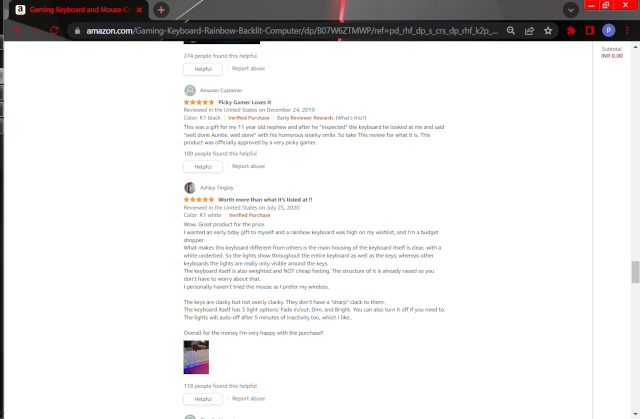 Gaming Keyboard and Mouse Co
amazon.com/Gaming-Keyboard-Rainbow-Backlit-Computer/dp/B07W6ZTMWP/ref=pd_rhf_dp_s_crs_dp_rhf_k2p_...
P
Subtotal
INR 0.00
274 people found this helpful
Helpful
Report abuse
Amazon Customer
Picky Gamer Loves It
Reviewed in the United States on December 24, 2019
Color: K1 black | Verified Purchase | Early Reviewer Rewards (What's this?)
This was a gift for my 11 year old nephew and after he "inspected" the keyboard he looked at me and said
"well done Auntie, well done" with his humorous snarky smile. So take This review for what it is. This
product was officially approved by a very picky gamer.
189 people found this helpful
Helpful
Report abuse
Ashley Tingley
Worth more than what it's listed at !!
Reviewed in the United States on July 25, 2020
Color: K1 white | Verified Purchase
Wow. Great product for the price.
I wanted an early bday gift to myself and a rainbow keyboard was high on my wishlist, and I'm a budget
shopper.
What makes this keyboard different from others is the main housing of the keyboard itself is clear, with a
white underbed. So the lights show throughout the entire keyboard as well as the keys; whereas other
keyboards the lights are really only visible around the keys.
The keyboard itself is also weighted and NOT cheap feeling. The structure of it is already raised so you
don't have to worry about that.
I personally haven't tried the mouse as I prefer my wireless.
The keys are clacky but not overly clacky. They don't have a "sharp" clack to them.
The keyboard itself has 3 light options: Fade in/out, Dim, and Bright. You can also turn it off if you need to.
The lights will auto-off after 5 minutes of inactivity too, which I like..
Overall for the money I'm very happy with the purchase!!
118 people found this helpful
Helpful
Report abuse